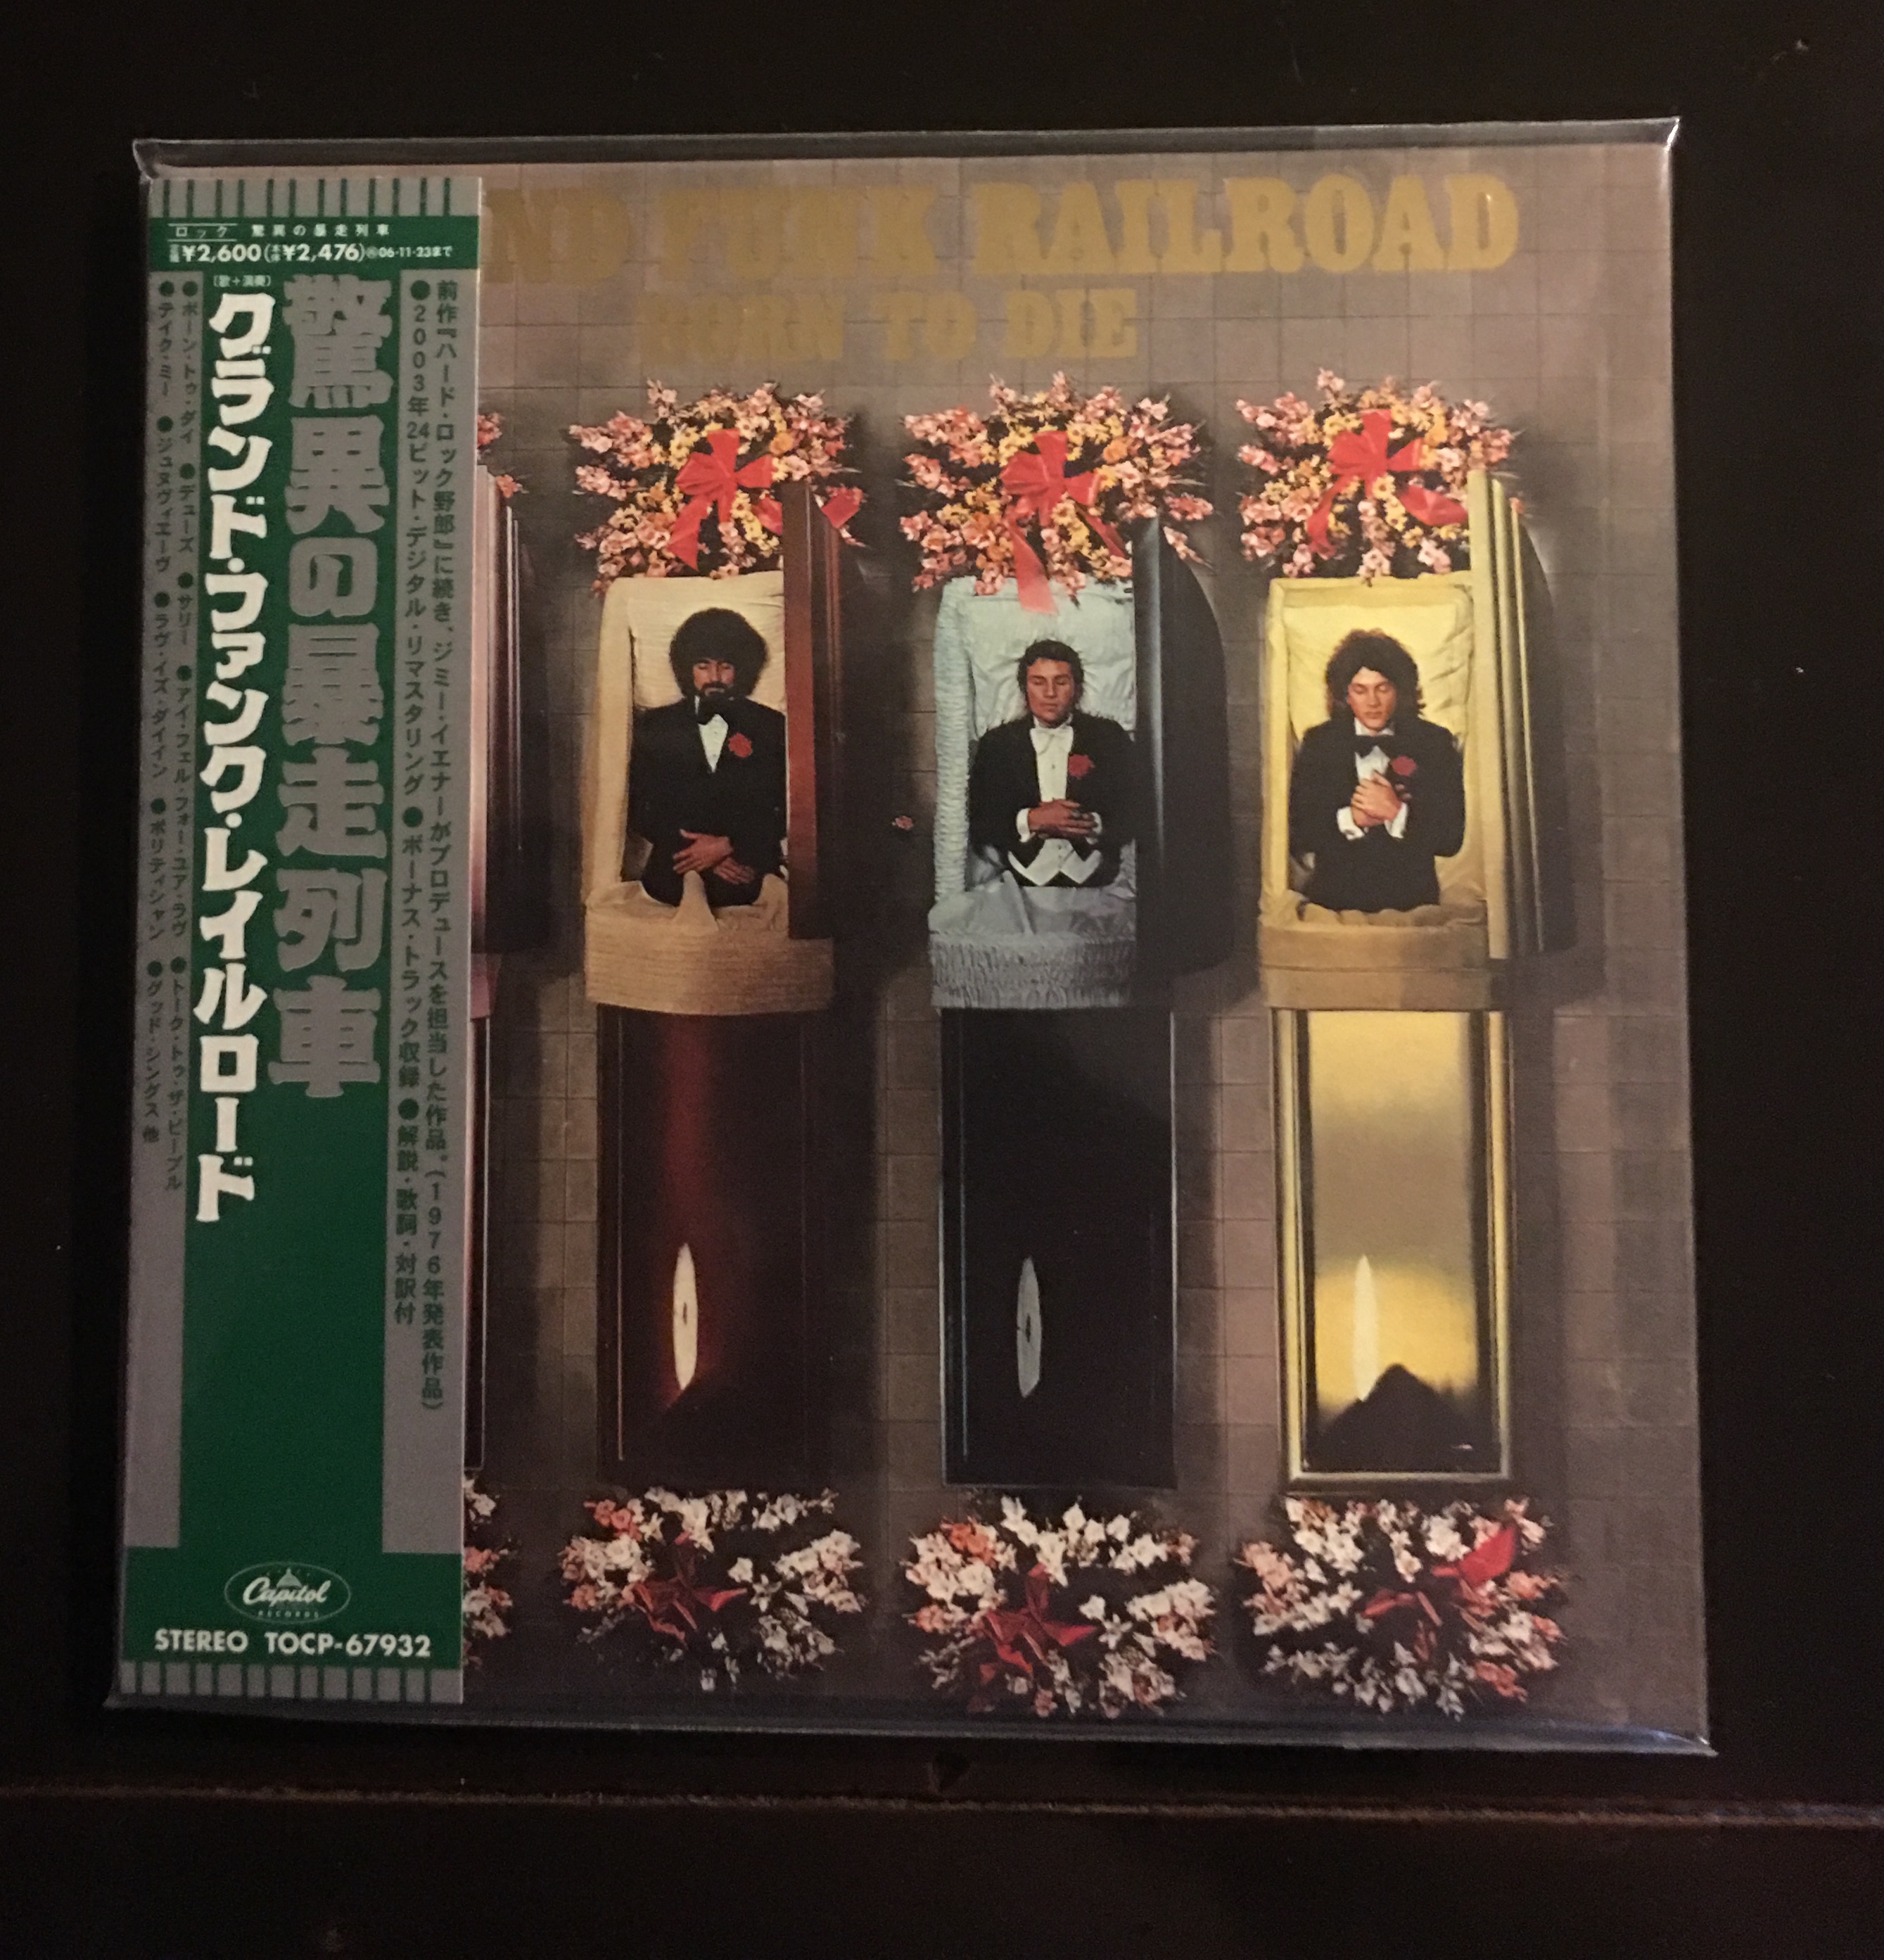 ND FUNK RAILROAD
BORN TO DIE
ロック 驚異の暴走列車
¥2,600(¥2,476)06·11·23まで
前作『ハード・ロック野郎』に続き、ジミー・イエナーがプロデュースを担当した作品。(1976年発表作品)
●2003年24ビット・デジタル・リマスタリング ●ボーナス・トラック収録 ●解説・歌詞・対訳付
驚異の暴走列車
(歌+演奏)
グランド・ファンク・レイルロード
●ボーン・トゥ・ダイ ●デューズ ●サリー ●アイ・フェル・フォー・ユア・ラヴ ●トーク・トゥ・ザ・ピープル
●テイク・ミー ●ジュヌヴィエーヴ ●ラヴ・イズ・ダイイン ●ポリティシャン ●グッド・シングス 他
Capitol
RECORDS
STEREO TOCP-67932